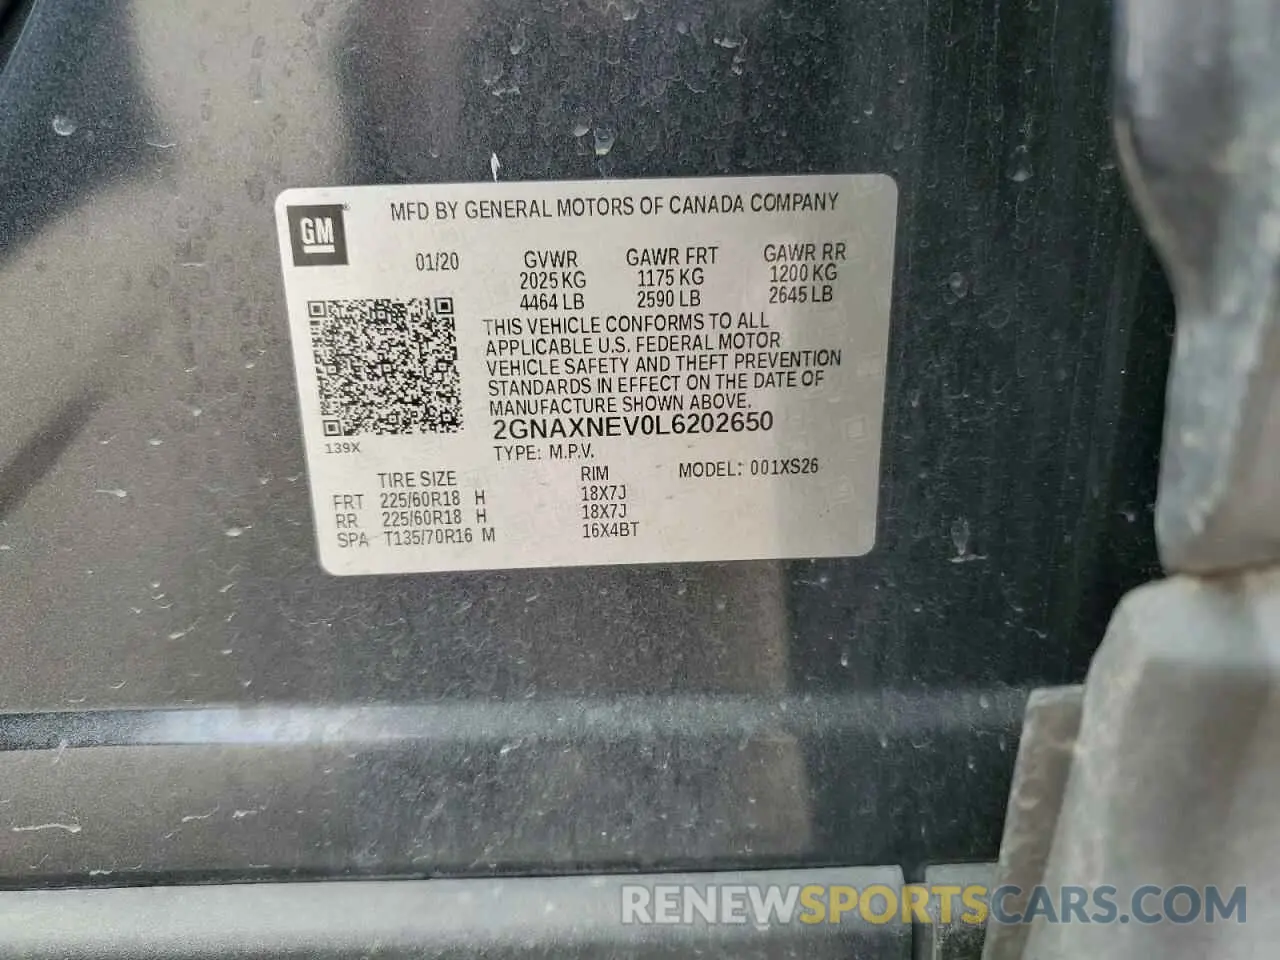 GM
MFD BY GENERAL MOTORS OF CANADA COMPANY
01/20 GVWR GAWR FRT GAWR RR
2025 KG 1175 KG 1200 KG
4464 LB 2590 LB 2645 LB
THIS VEHICLE CONFORMS TO ALL
APPLICABLE U.S. FEDERAL MOTOR
VEHICLE SAFETY AND THEFT PREVENTION
STANDARDS IN EFFECT ON THE DATE OF
MANUFACTURE SHOWN ABOVE.
2GNAXNEV0L6202650
139X
TYPE: M.P.V.
TIRE SIZE RIM MODEL: 001XS26
FRT 225/60R18 H 18X7J
RR 225/60R18 H 18X7J
SPA T135/70R16 M 16X4BT
RENEWSPORTSCARS.COM